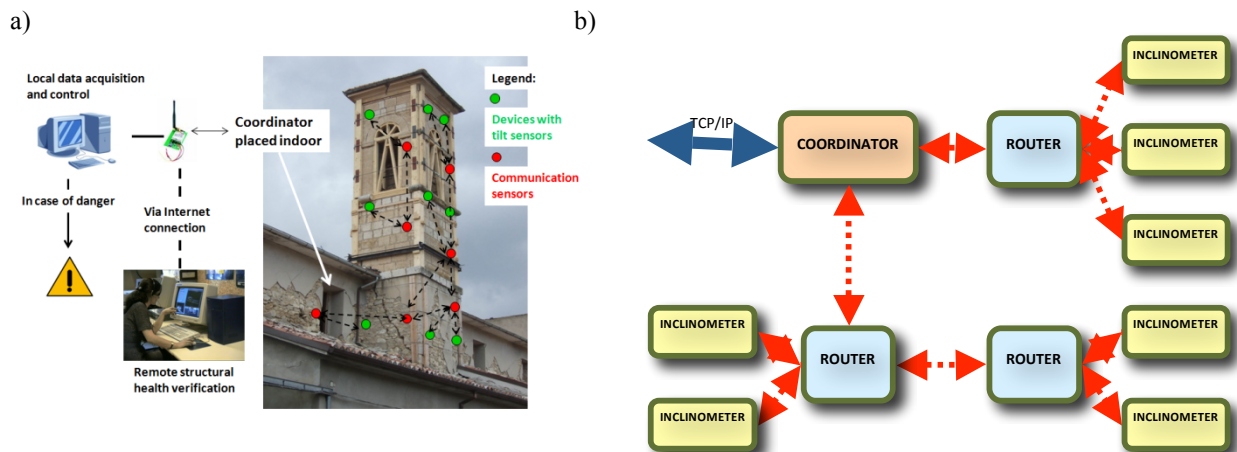 a)
Local data acquisition
and control
Coordinator
placed indoor
In case of danger
Via Internet
connection
Remote structural
health verification
Legend:
Devices with
tilt sensors
Communication
sensors
b)
TCP/IP
COORDINATOR
ROUTER
INCLINOMETER
INCLINOMETER
INCLINOMETER
INCLINOMETER
INCLINOMETER
ROUTER
ROUTER
INCLINOMETER
INCLINOMETER